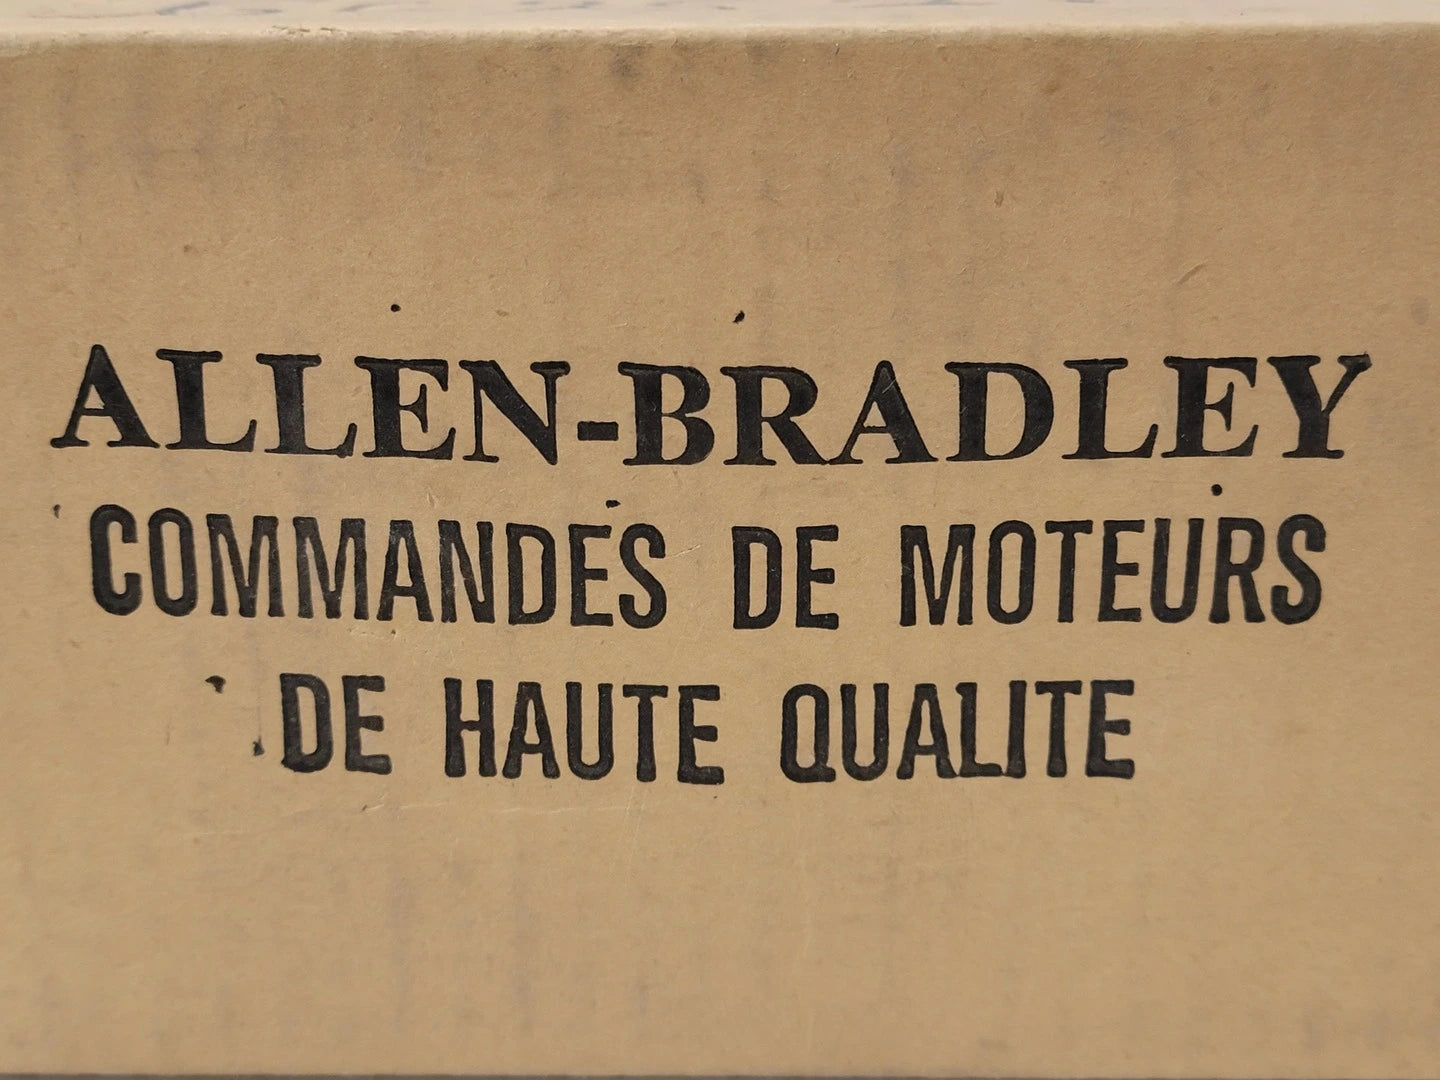 ALLEN-BRADLEY
COMMANDES DE MOTEURS
DE HAUTE QUALITE